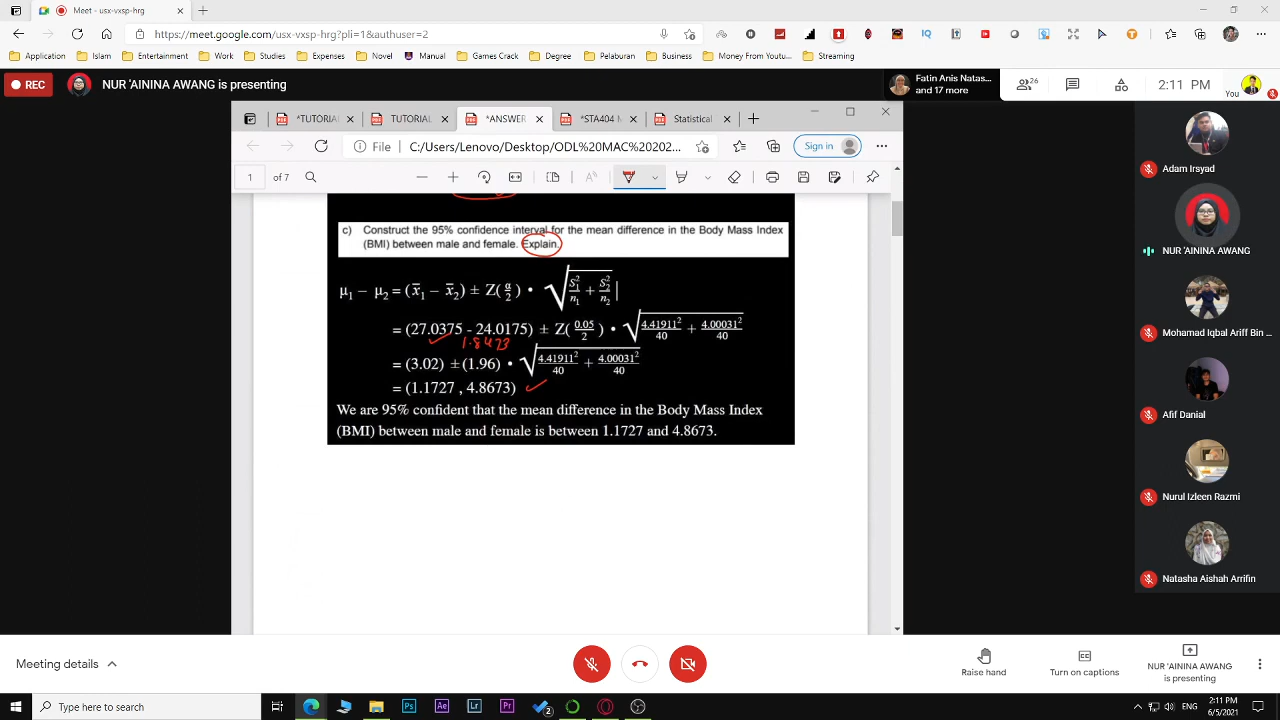 Meet - usx-vxsp-hrg
https://meet.google.com/usx-vxsp-hrg?pli=1&authuser=2
Application Islam Entertainment Work Studies Expenses Novel Manual Games Crack Degree Pelaburan Money From Youtu... Streaming
REC NUR 'AININA AWANG is presenting
Fatin Anis Natas...
and 17 more
26
2:11 PM
You
*TUTORIAL TUTORIAL *ANSWER *STA404 M Statistical
File C:/Users/Lenovo/Desktop/ODL%20MAC%20202... Sign in
1 of 7
c) Construct the 95% confidence interval for the mean difference in the Body Mass Index
(BMI) between male and female. Explain.
μ₁ − μ₂ = (x̄₁ − x̄₂) ± Z(α/2) • √(S₁²/n₁ + S₂²/n₂)
= (27.0375 - 24.0175) ± Z(0.05/2) • √(4.41911²/40 + 4.00031²/40)
1.8473
= (3.02) ± (1.96) • √(4.41911²/40 + 4.00031²/40)
= (1.1727 , 4.8673)
We are 95% confident that the mean difference in the Body Mass Index
(BMI) between male and female is between 1.1727 and 4.8673.
Adam Irsyad
NUR 'AININA AWANG
Mohamad Iqbal Ariff Bin ...
Afif Danial
Nurul Izleen Razmi
Natasha Aishah Arrifin
Meeting details
Raise hand
Turn on captions
NUR 'AININA AWANG
is presenting
Type here to search
Ps Ae Lr Pr 2
ENG
2:11 PM
6/5/2021